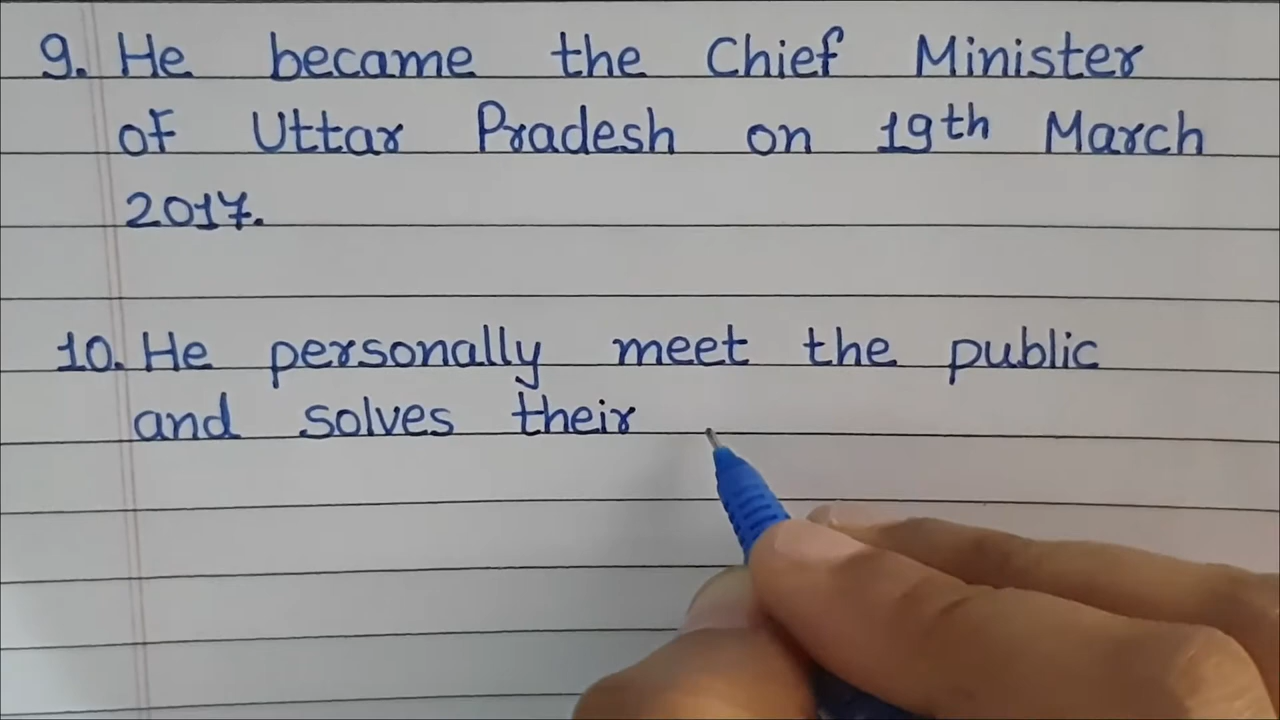 9. He became the Chief Minister
of Uttar Pradesh on 19th March
2017.
10. He personally meet the public
and solves their